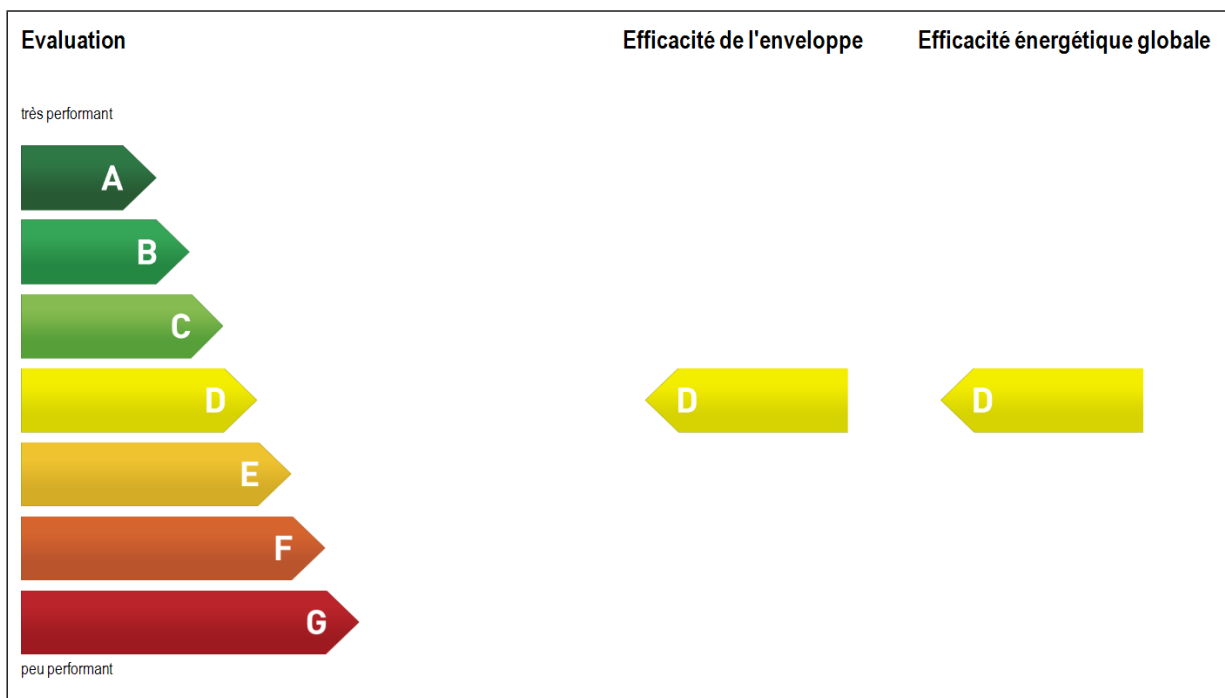 Evaluation Efficacité de l'enveloppe Efficacité énergétique globale
très performant
A
B
C
D D D
E
F
G
peu performant